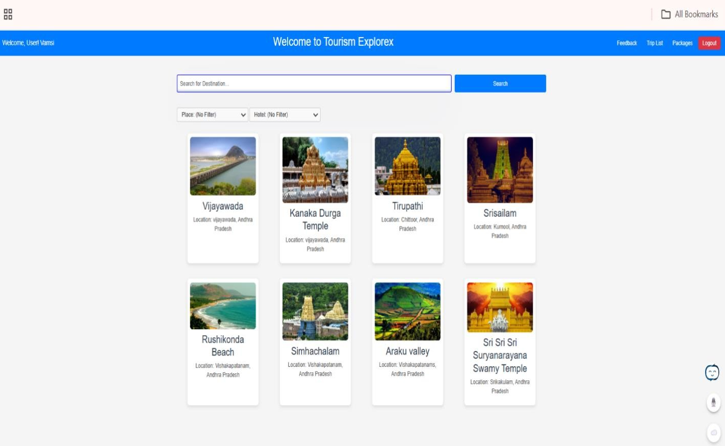 All Bookmarks
Welcome, User! Vamsi
Welcome to Tourism Explorex
Feedback
Trip List
Packages
Logout
Search for Destination...
Search
Place: (No Filter)
Hotel: (No Filter)
Vijayawada
Location: vijayawada, Andhra
Pradesh
Kanaka Durga
Temple
Location: vijayawada, Andhra
Pradesh
Tirupathi
Location: Chittoor, Andhra
Pradesh
Srisailam
Location: Kurnool, Andhra
Pradesh
Rushikonda
Beach
Location: Vishakapatanam,
Andhra Pradesh
Simhachalam
Location: Vishakapatanam,
Andhra Pradesh
Araku valley
Location: Vishakapatanams,
Andhra Pradesh
Sri Sri Sri
Suryanarayana
Swamy Temple
Location: Srikakulam, Andhra
Pradesh